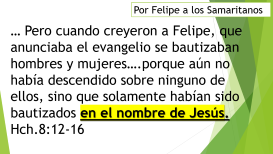 Por Felipe a los Samaritanos
… Pero cuando creyeron a Felipe, que
anunciaba el evangelio se bautizaban
hombres y mujeres….porque aún no
había descendido sobre ninguno de
ellos, sino que solamente habían sido
bautizados en el nombre de Jesús.
Hch.8:12-16